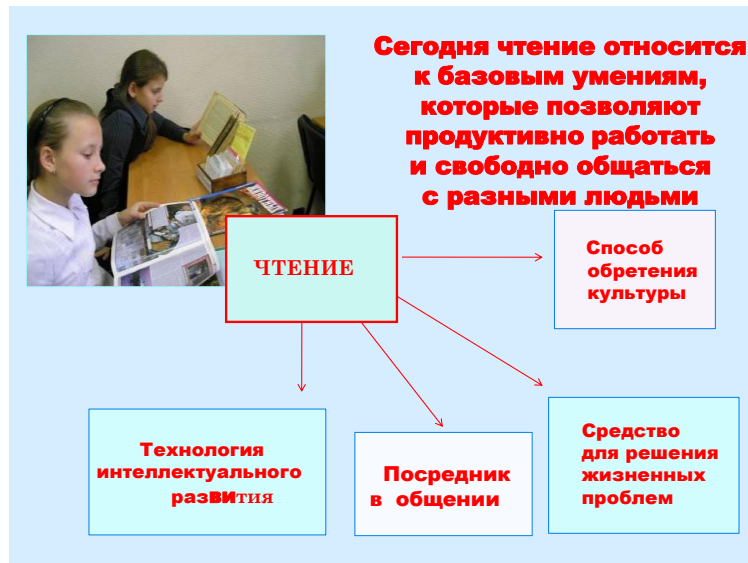 Сегодня чтение относится
к базовым умениям,
которые позволяют
продуктивно работать
и свободно общаться
с разными людьми
ЧТЕНИЕ
Способ
обретения
культуры
Технология
интеллектуального
развития
Посредник
в общении
Средство
для решения
жизненных
проблем